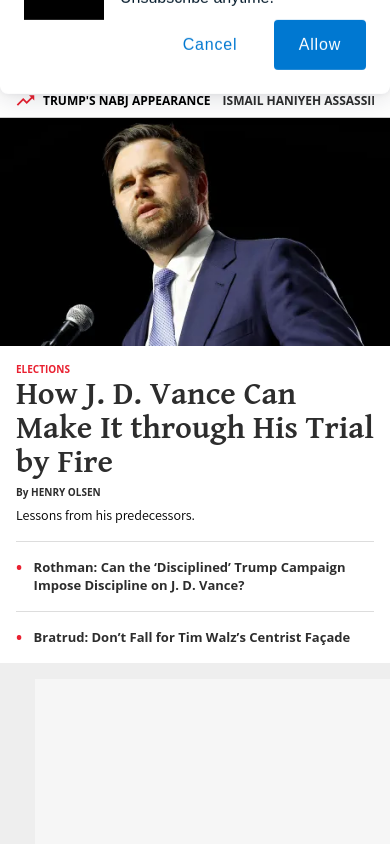 Unsubscribe anytime.
Cancel
Allow
TRUMP'S NABJ APPEARANCE ISMAIL HANIYEH
ELECTIONS
How J. D. Vance Can
Make It through His Trial
by Fire
By HENRY OLSEN
Lessons from his predecessors.
• Rothman: Can the ‘Disciplined’ Trump Campaign
Impose Discipline on J. D. Vance?
• Bratrud: Don’t Fall for Tim Walz’s Centrist Façade